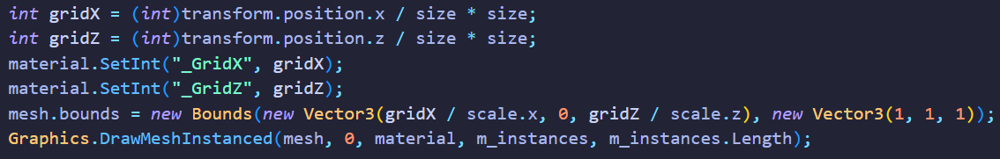 int gridX = (int)transform.position.x / size * size;
int gridZ = (int)transform.position.z / size * size;
material.SetInt("_GridX", gridX);
material.SetInt("_GridZ", gridZ);
mesh.bounds = new Bounds(new Vector3(gridX / scale.x, 0, gridZ / scale.z), new Vector3(1, 1, 1));
Graphics.DrawMeshInstanced(mesh, 0, material, m_instances, m_instances.Length);